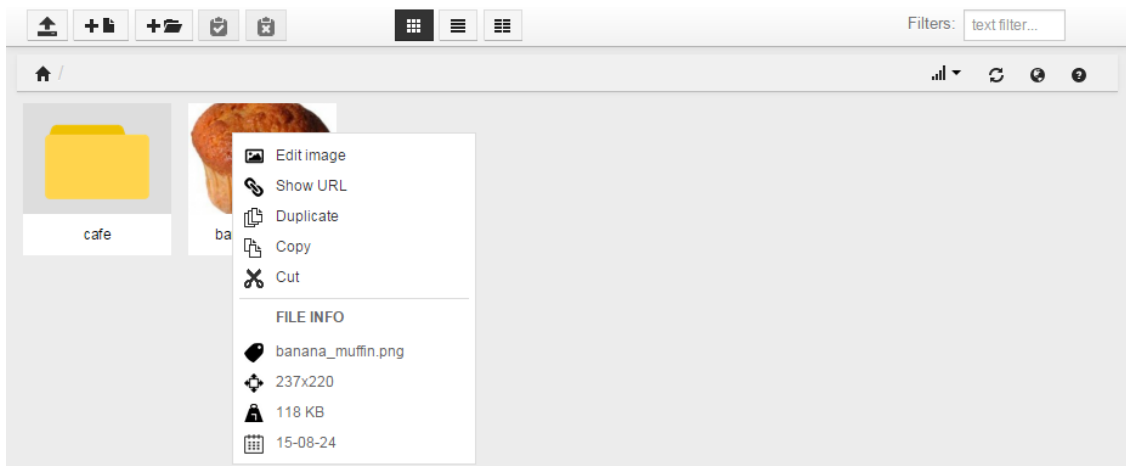 Filters: text filter...
/
Edit image
Show URL
Duplicate
cafe
ba
Copy
Cut
FILE INFO
banana_muffin.png
237x220
118 KB
15-08-24